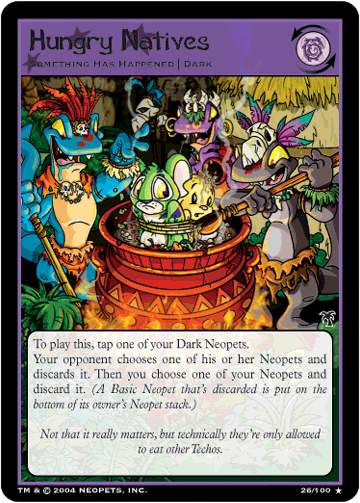 Hungry Natives
Something Has Happened | Dark
To play this, tap one of your Dark Neopets.
Your opponent chooses one of his or her Neopets and
discards it. Then you choose one of your Neopets and
discard it. (A Basic Neopet that's discarded is put on the
bottom of its owner's Neopet stack.)
Not that it really matters, but technically they're only allowed
to eat other Techos.
TM & © 2004 NEOPETS, INC.
26/100 ★